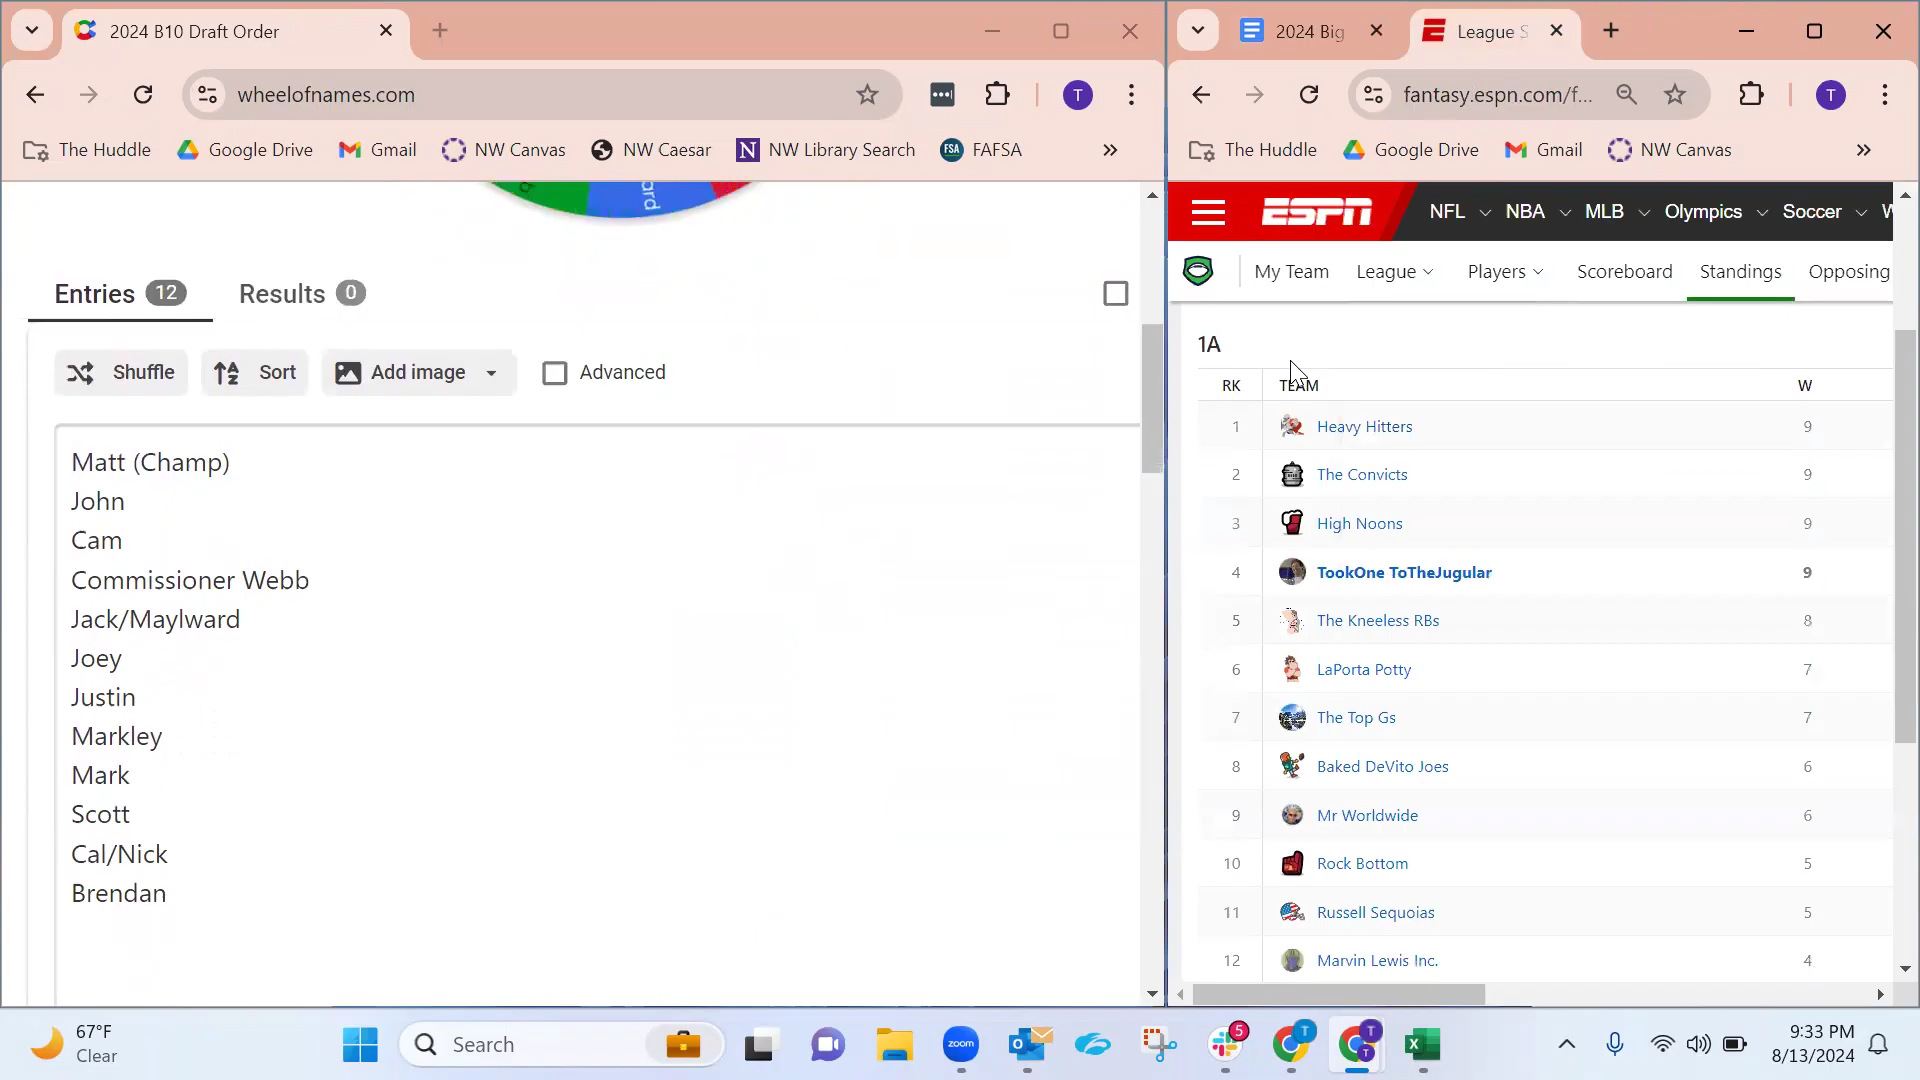 2024 B10 Draft Order
2024 Big
League S
wheelofnames.com
T
fantasy.espn.com/f...
T
The Huddle
Google Drive
Gmail
NW Canvas
NW Caesar
NW Library Search
FAFSA
The Huddle
Google Drive
Gmail
NW Canvas
ESPN
NFL
NBA
MLB
Olympics
Soccer
My Team
League
Players
Scoreboard
Standings
Opposing
Entries 12
Results 0
Shuffle
Sort
Add image
Advanced
Matt (Champ)
John
Cam
Commissioner Webb
Jack/Maylward
Joey
Justin
Markley
Mark
Scott
Cal/Nick
Brendan
1A
RK TEAM W
1 Heavy Hitters 9
2 The Convicts 9
3 High Noons 9
4 TookOne ToTheJugular 9
5 The Kneeless RBs 8
6 LaPorta Potty 7
7 The Top Gs 7
8 Baked DeVito Joes 6
9 Mr Worldwide 6
10 Rock Bottom 5
11 Russell Sequoias 5
12 Marvin Lewis Inc. 4
67°F
Clear
Search
zoom
5
9:33 PM
8/13/2024